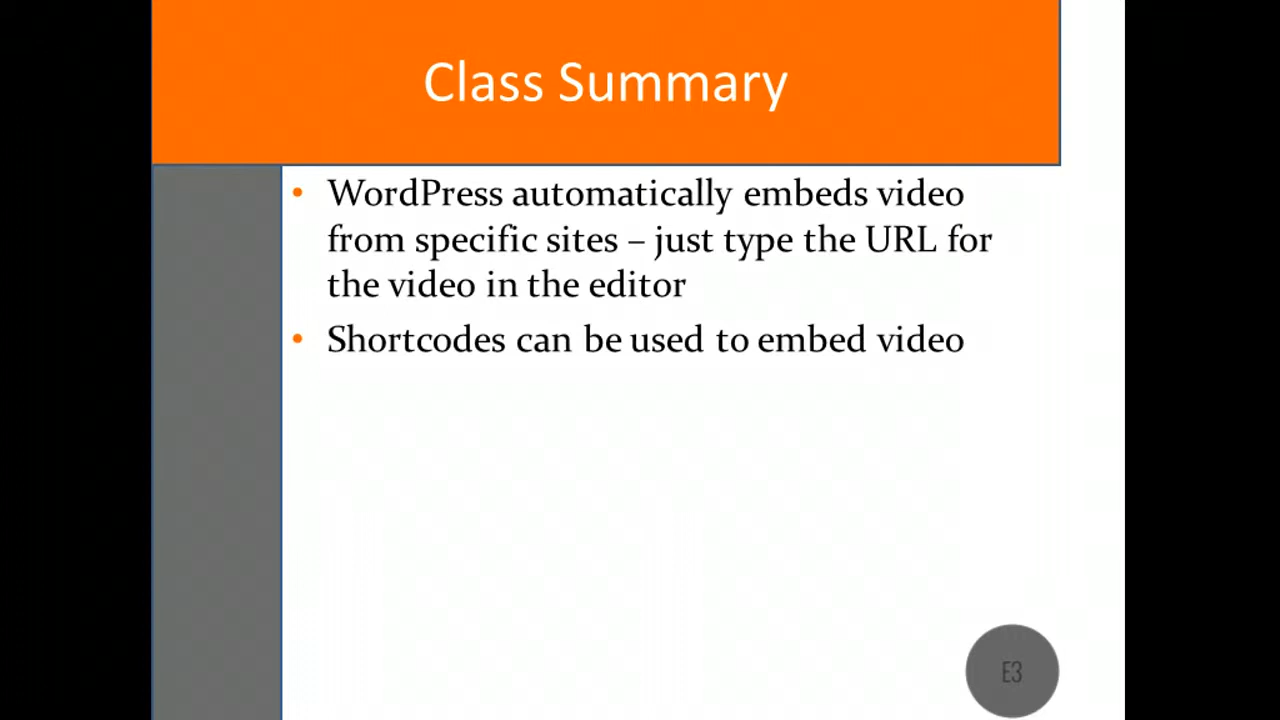 Class Summary
• WordPress automatically embeds video
from specific sites – just type the URL for
the video in the editor
• Shortcodes can be used to embed video
E3